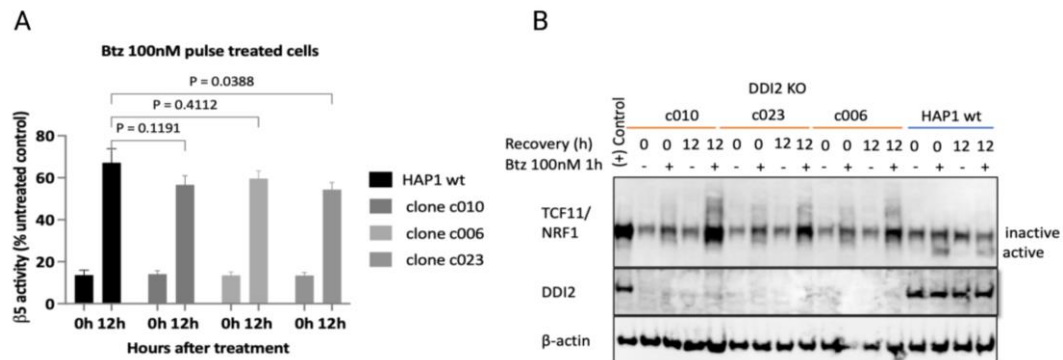 A
Btz 100nM pulse treated cells
P = 0.0388
P = 0.4112
P = 0.1191
β5 activity (% untreated control)
80
60
40
20
0
0h 12h 0h 12h 0h 12h 0h 12h
Hours after treatment
HAP1 wt
clone c010
clone c006
clone c023
B
DDI2 KO
(+) Control
c010 c023 c006 HAP1 wt
Recovery (h) 0 0 12 12 0 0 12 12 0 0 12 12 0 0 12 12
Btz 100nM 1h - + - + - + - + - + - + - + - +
TCF11/
NRF1
inactive
active
DDI2
β-actin